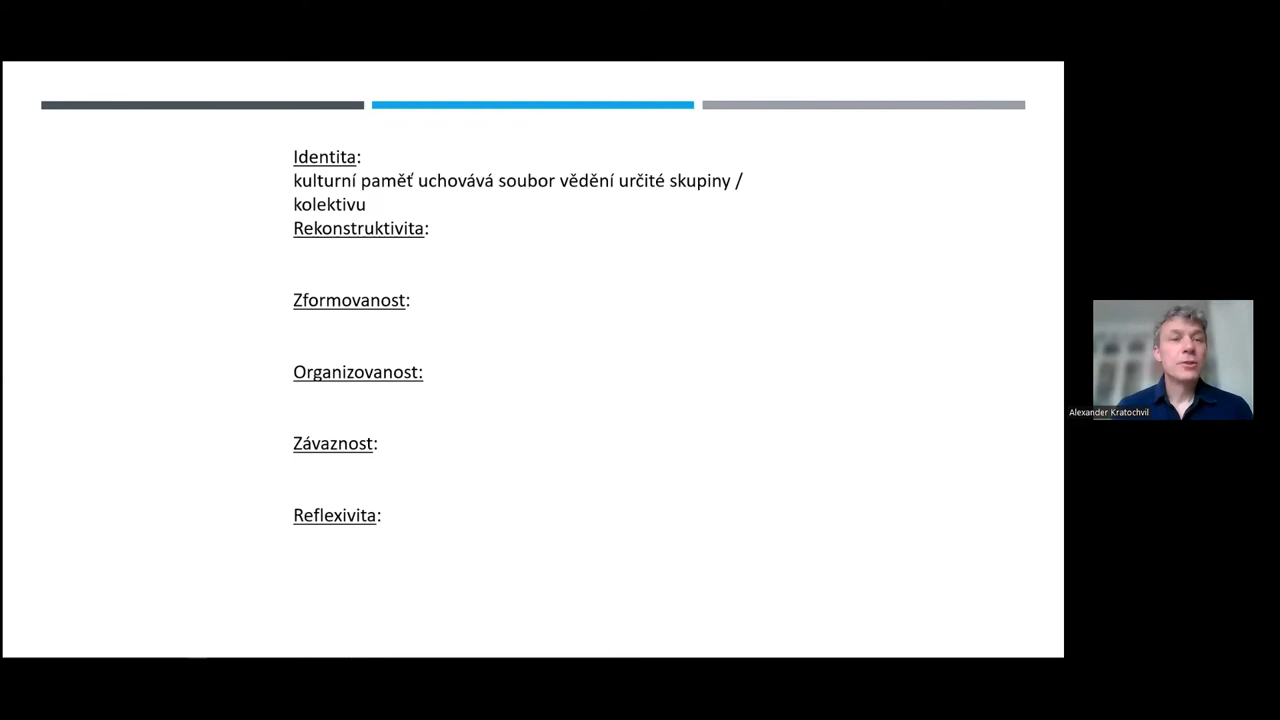 Identita:
kulturní paměť uchovává soubor vědění určité skupiny /
kolektivu
Rekonstruktivita:
Zformovanost:
Organizovanost:
Závaznost:
Reflexivita:
Alexander Kratochvil